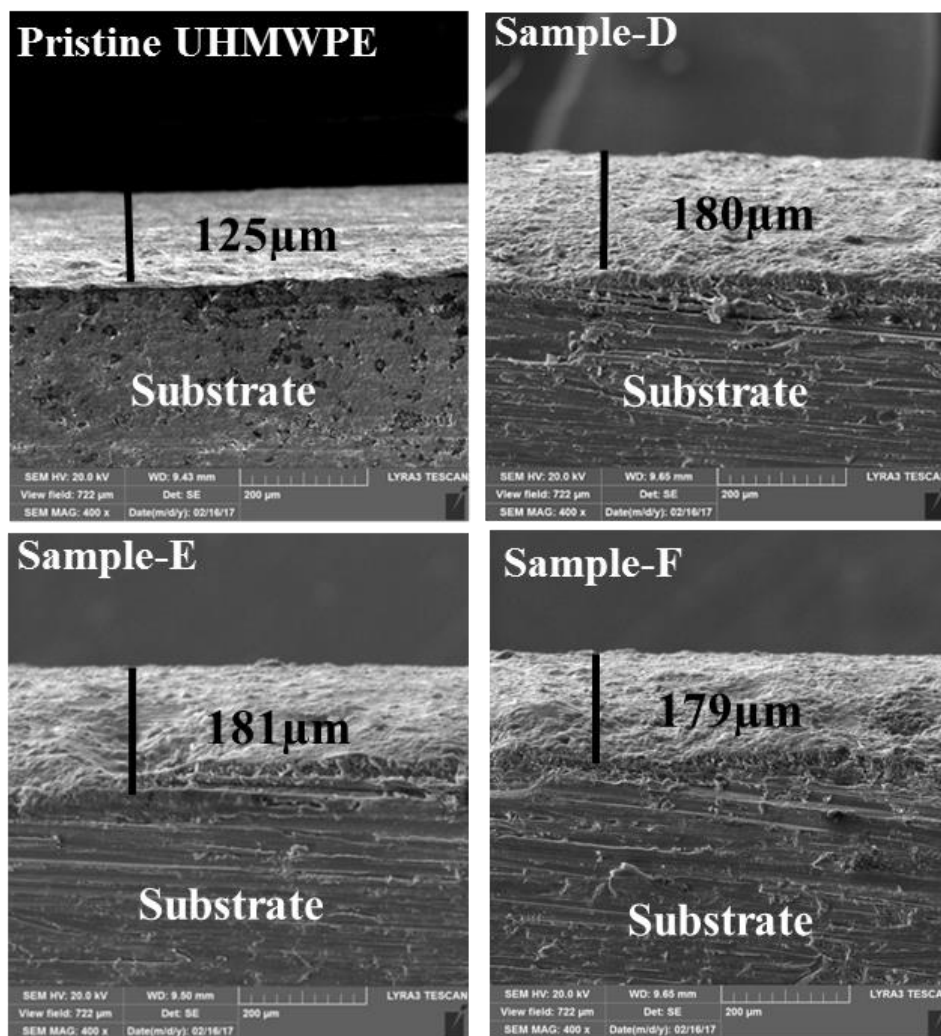 Pristine UHMWPE
125µm
Substrate
SEM HV: 20.0 kV WD: 9.43 mm LYRA3 TESCAN
View field: 722 µm Det: SE 200 µm
SEM MAG: 400 x Date(m/d/y): 02/16/17
Sample-D
180µm
Substrate
SEM HV: 20.0 kV WD: 9.65 mm LYRA3 TESCAN
View field: 722 µm Det: SE 200 µm
SEM MAG: 400 x Date(m/d/y): 02/16/17
Sample-E
181µm
Substrate
SEM HV: 20.0 kV WD: 9.50 mm LYRA3 TESCAN
View field: 722 µm Det: SE 200 µm
SEM MAG: 400 x Date(m/d/y): 02/16/17
Sample-F
179µm
Substrate
SEM HV: 20.0 kV WD: 9.65 mm LYRA3 TESCAN
View field: 722 µm Det: SE 200 µm
SEM MAG: 400 x Date(m/d/y): 02/16/17